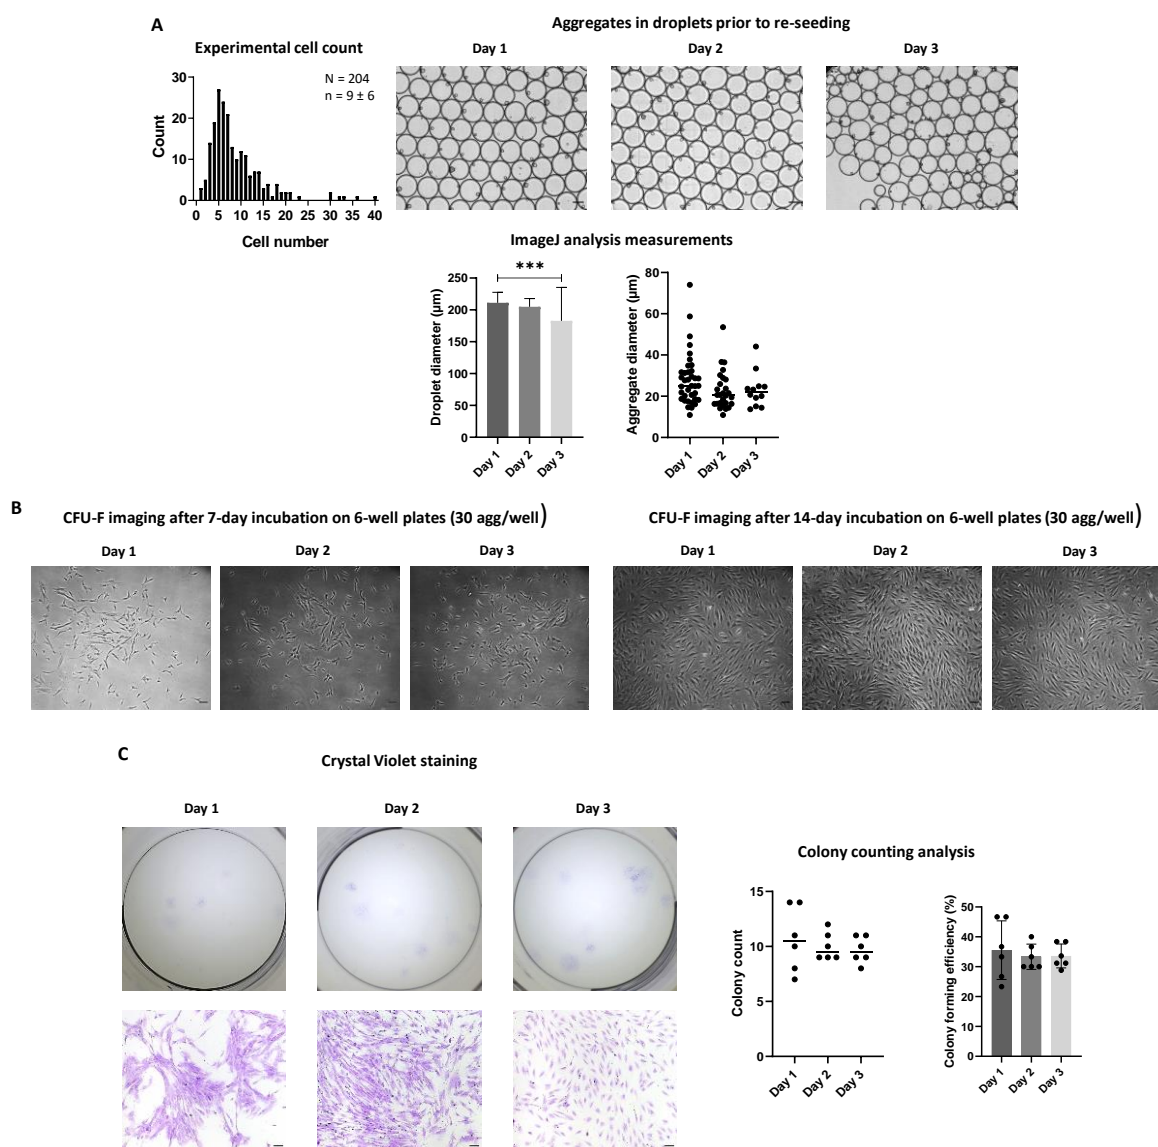 A
Aggregates in droplets prior to re-seeding
Experimental cell count
Day 1
Day 2
Day 3
N = 204
n = 9 ± 6
30
20
10
0
Count
0 5 10 15 20 25 30 35 40
Cell number
ImageJ analysis measurements
***
250
200
150
100
50
0
Droplet diameter (µm)
Day 1
Day 2
Day 3
80
60
40
20
0
Aggregate diameter (µm)
Day 1
Day 2
Day 3
B
CFU-F imaging after 7-day incubation on 6-well plates (30 agg/well)
CFU-F imaging after 14-day incubation on 6-well plates (30 agg/well)
Day 1
Day 2
Day 3
Day 1
Day 2
Day 3
C
Crystal Violet staining
Day 1
Day 2
Day 3
Colony counting analysis
15
10
5
0
Colony count
Day 1
Day 2
Day 3
50
40
30
20
10
0
Colony forming efficiency (%)
Day 1
Day 2
Day 3